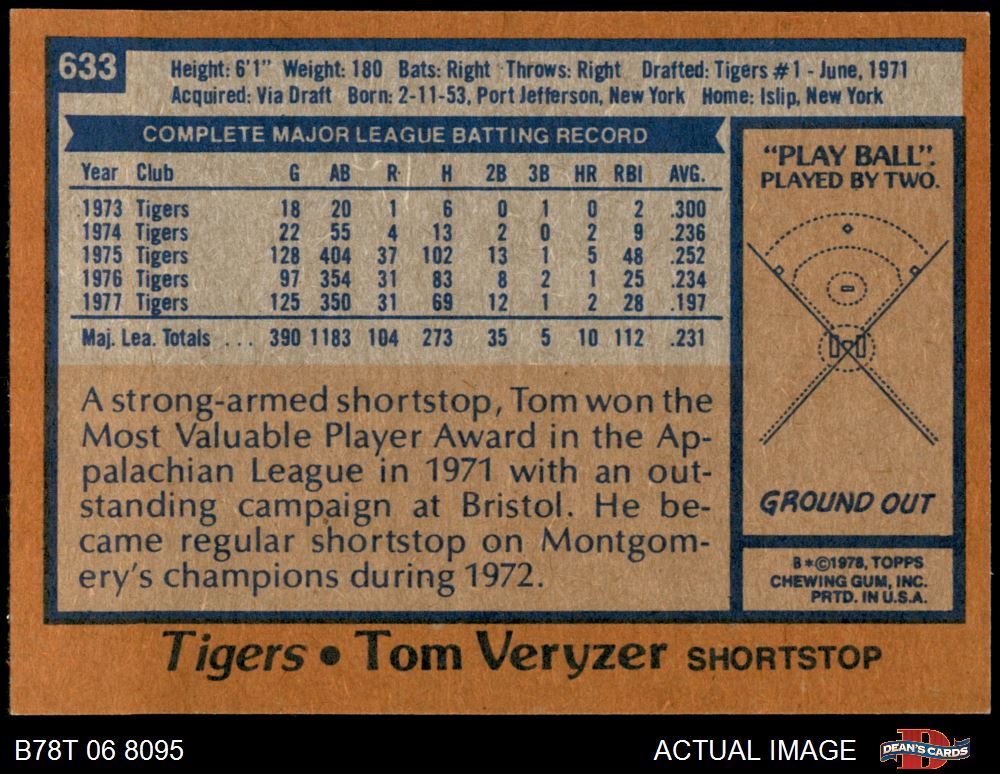 633
Height: 6'1" Weight: 180 Bats: Right Throws: Right Drafted: Tigers #1 - June, 1971
Acquired: Via Draft Born: 2-11-53, Port Jefferson, New York Home: Islip, New York
COMPLETE MAJOR LEAGUE BATTING RECORD
Year Club G AB R H 2B 3B HR RBI AVG.
1973 Tigers 18 20 1 6 0 1 0 2 .300
1974 Tigers 22 55 4 13 2 0 2 9 .236
1975 Tigers 128 404 37 102 13 1 5 48 .252
1976 Tigers 97 354 31 83 8 2 1 25 .234
1977 Tigers 125 350 31 69 12 1 2 28 .197
Maj. Lea. Totals . . . 390 1183 104 273 35 5 10 112 .231
A strong-armed shortstop, Tom won the
Most Valuable Player Award in the Ap-
palachian League in 1971 with an out-
standing campaign at Bristol. He be-
came regular shortstop on Montgom-
ery's champions during 1972.
"PLAY BALL".
PLAYED BY TWO.
GROUND OUT
B*©1978, TOPPS
CHEWING GUM, INC.
PRTD. IN U.S.A.
Tigers • Tom Veryzer SHORTSTOP
B78T 06 8095
ACTUAL IMAGE
DEAN'S CARDS